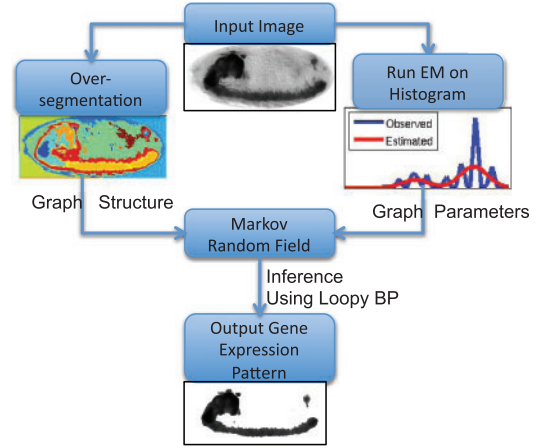 Input Image
Over-
segmentation
Run EM on
Histogram
Observed
Estimated
Graph Structure
Graph Parameters
Markov
Random Field
Inference
Using Loopy BP
Output Gene
Expression
Pattern